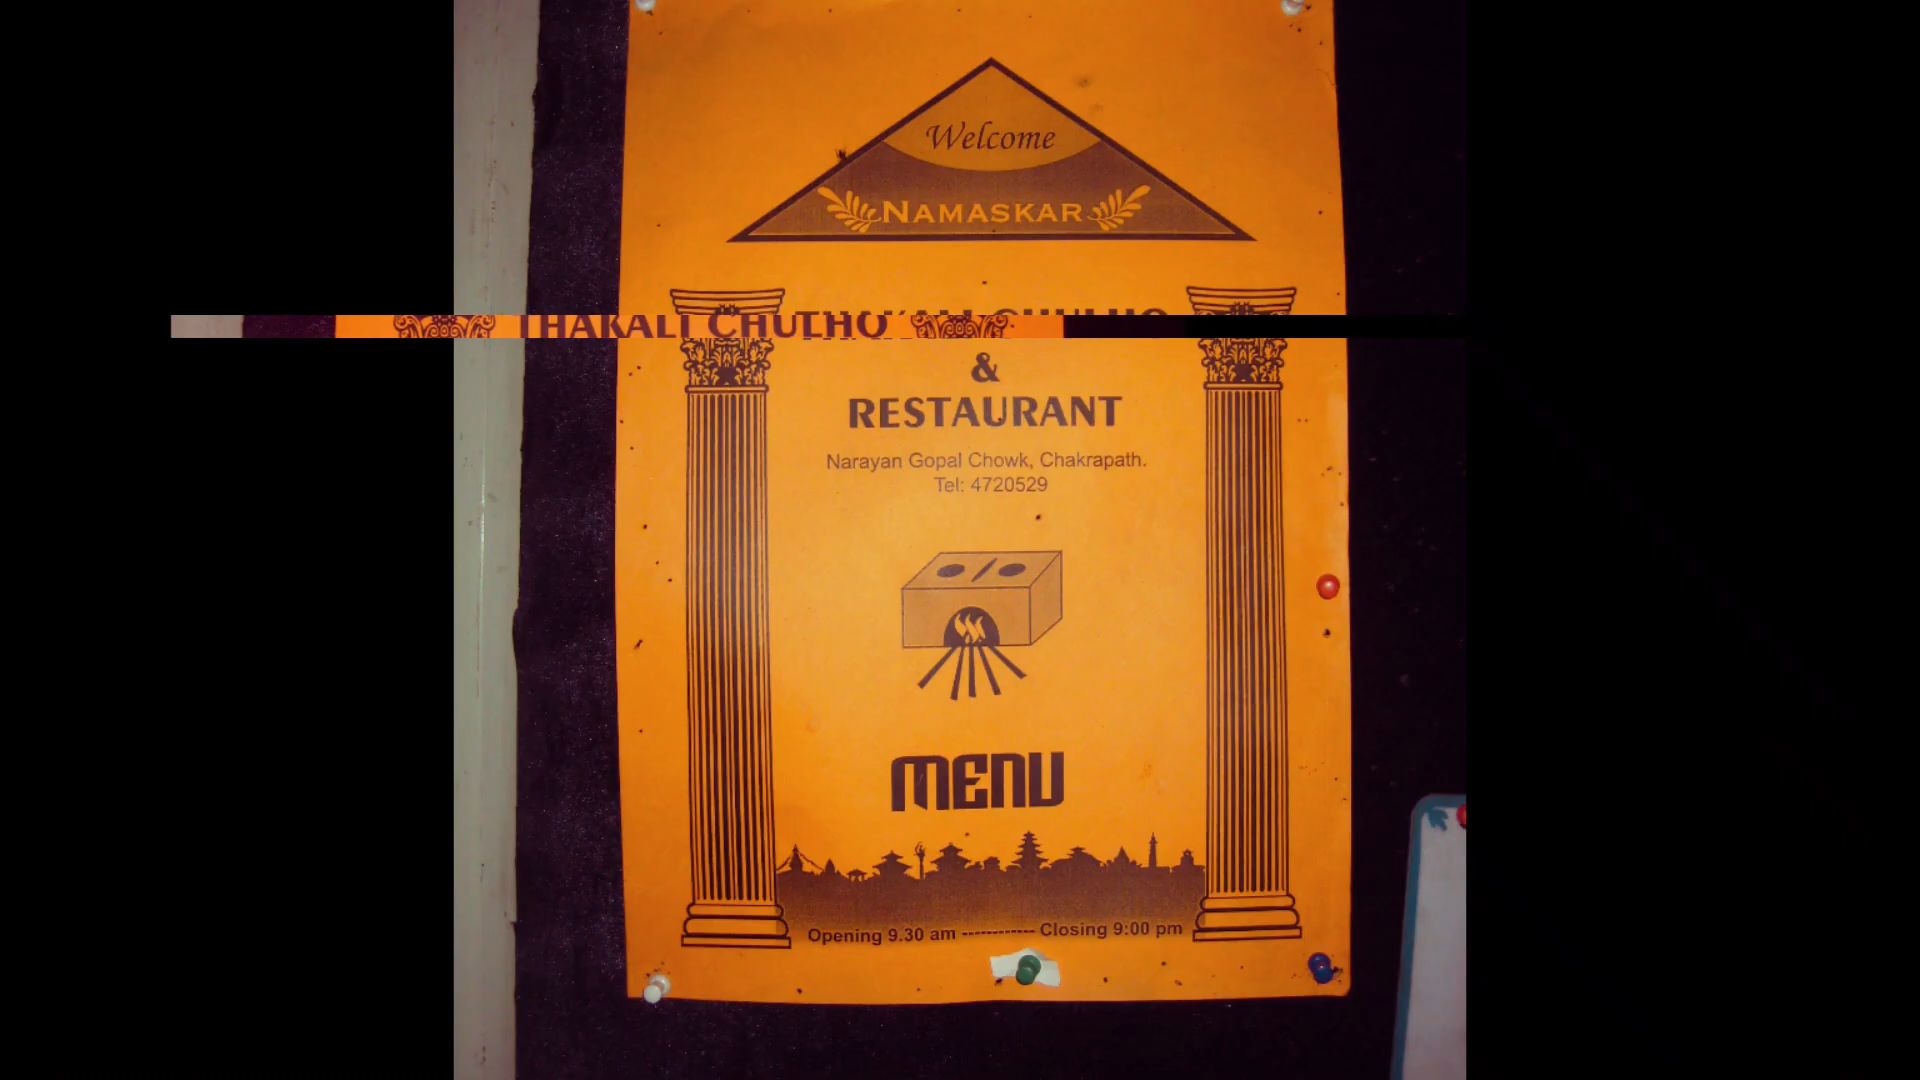 Welcome
NAMASKAR
THAKALI CHULHO
&
RESTAURANT
Narayan Gopal Chowk, Chakrapath.
Tel: 4720529
MENU
Opening 9.30 am ----------- Closing 9:00 pm